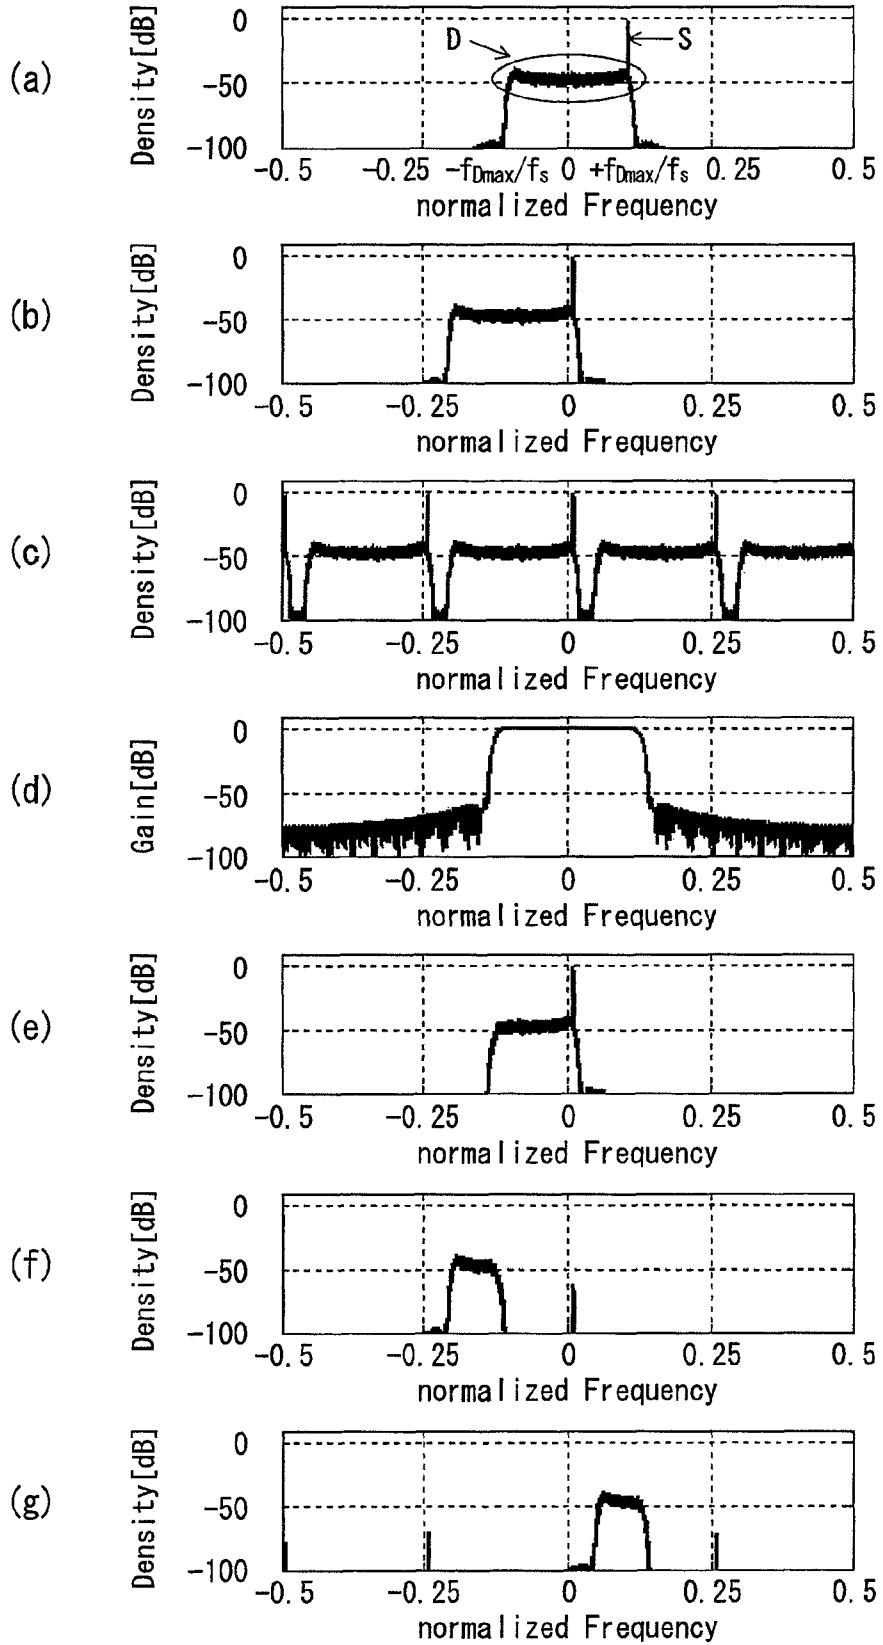 (a)
Density[dB]
0
-50
-100
D
S
-0.5 -0.25 -fDmax/fs 0 +fDmax/fs 0.25 0.5
normalized Frequency
(b)
Density[dB]
0
-50
-100
-0.5 -0.25 0 0.25 0.5
normalized Frequency
(c)
Density[dB]
0
-50
-100
-0.5 -0.25 0 0.25 0.5
normalized Frequency
(d)
Gain[dB]
0
-50
-100
-0.5 -0.25 0 0.25 0.5
normalized Frequency
(e)
Density[dB]
0
-50
-100
-0.5 -0.25 0 0.25 0.5
normalized Frequency
(f)
Density[dB]
0
-50
-100
-0.5 -0.25 0 0.25 0.5
normalized Frequency
(g)
Density[dB]
0
-50
-100
-0.5 -0.25 0 0.25 0.5
normalized Frequency